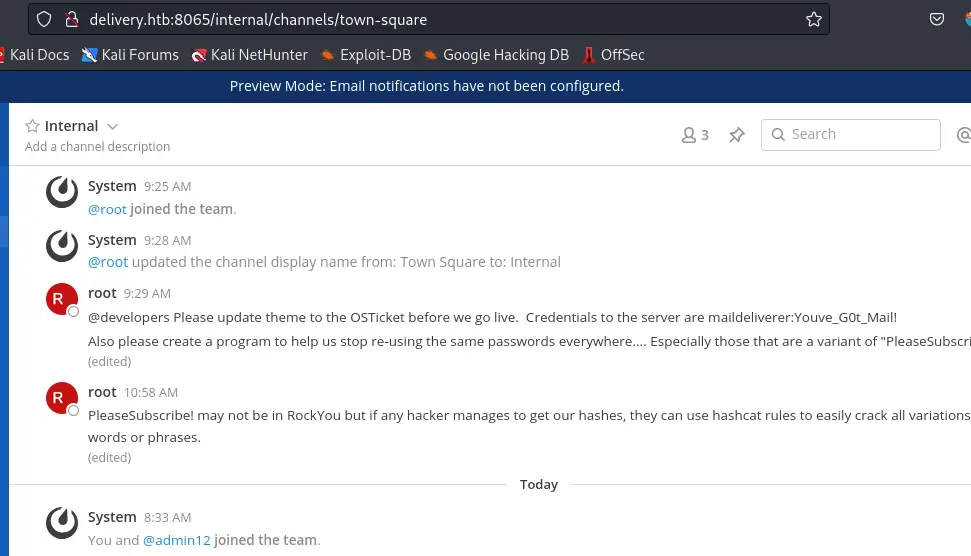 delivery.htb:8065/internal/channels/town-square
Kali Docs Kali Forums Kali NetHunter Exploit-DB Google Hacking DB OffSec
Preview Mode: Email notifications have not been configured.
Internal
Add a channel description
3
Search
System 9:25 AM
@root joined the team.
System 9:28 AM
@root updated the channel display name from: Town Square to: Internal
R
root 9:29 AM
@developers Please update theme to the OSTicket before we go live. Credentials to the server are maildeliverer:Youve_G0t_Mail!
Also please create a program to help us stop re-using the same passwords everywhere.... Especially those that are a variant of "PleaseSubscri
(edited)
R
root 10:58 AM
PleaseSubscribe! may not be in RockYou but if any hacker manages to get our hashes, they can use hashcat rules to easily crack all variations
words or phrases.
(edited)
Today
System 8:33 AM
You and @admin12 joined the team.